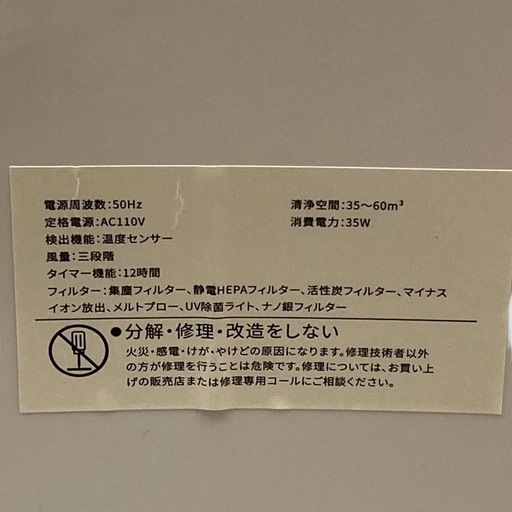 電源周波数:50Hz 清浄空間:35～60m³
定格電源:AC110V 消費電力:35W
検出機能:温度センサー
風量:三段階
タイマー機能:12時間
フィルター:集塵フィルター、静電HEPAフィルター、活性炭フィルター、マイナス
イオン放出、メルトブロー、UV除菌ライト、ナノ銀フィルター
●分解・修理・改造をしない
火災・感電・けが・やけどの原因になります。修理技術者以外
の方が修理を行うことは危険です。修理については、お買い上
げの販売店または修理専用コールにご相談ください。